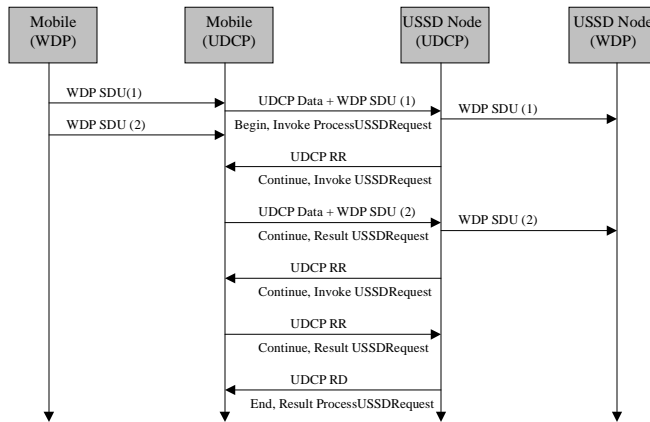 Mobile
(WDP)
Mobile
(UDCP)
USSD Node
(UDCP)
USSD Node
(WDP)
WDP SDU(1)
UDCP Data + WDP SDU (1)
WDP SDU (1)
WDP SDU (2)
Begin, Invoke ProcessUSSDRequest
UDCP RR
Continue, Invoke USSDRequest
UDCP Data + WDP SDU (2)
WDP SDU (2)
Continue, Result USSDRequest
UDCP RR
Continue, Invoke USSDRequest
UDCP RR
Continue, Result USSDRequest
UDCP RD
End, Result ProcessUSSDRequest